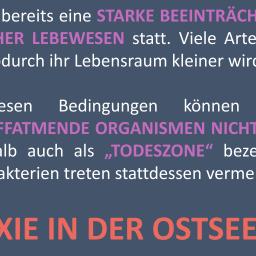 bereits eine STARKE BEEINTRÄCH
HER LEBEWESEN statt. Viele Arte
durch ihr Lebensraum kleiner wird
esen Bedingungen können
FFATMENDE ORGANISMEN NICHT
alb auch als „TODESZONE“ beze
akterien treten stattdessen verme
XIE IN DER OSTSEE